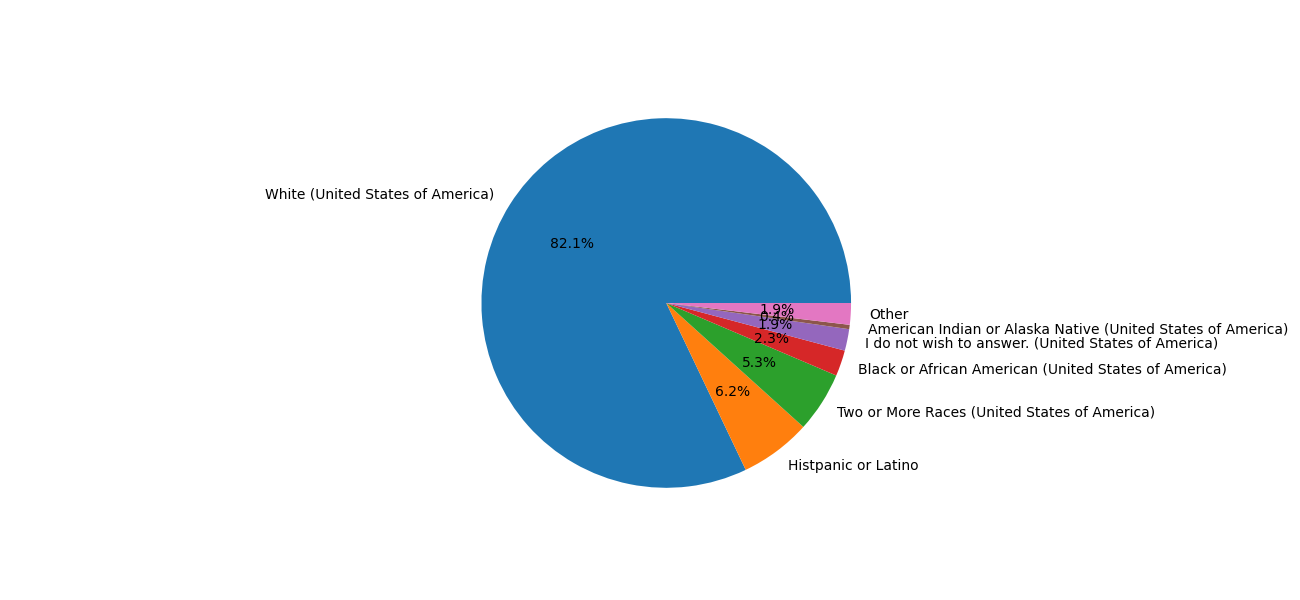 White (United States of America)
82.1%
1.9%
Other
0.4%
American Indian or Alaska Native (United States of America)
1.9%
I do not wish to answer. (United States of America)
2.3%
Black or African American (United States of America)
5.3%
Two or More Races (United States of America)
6.2%
Histpanic or Latino